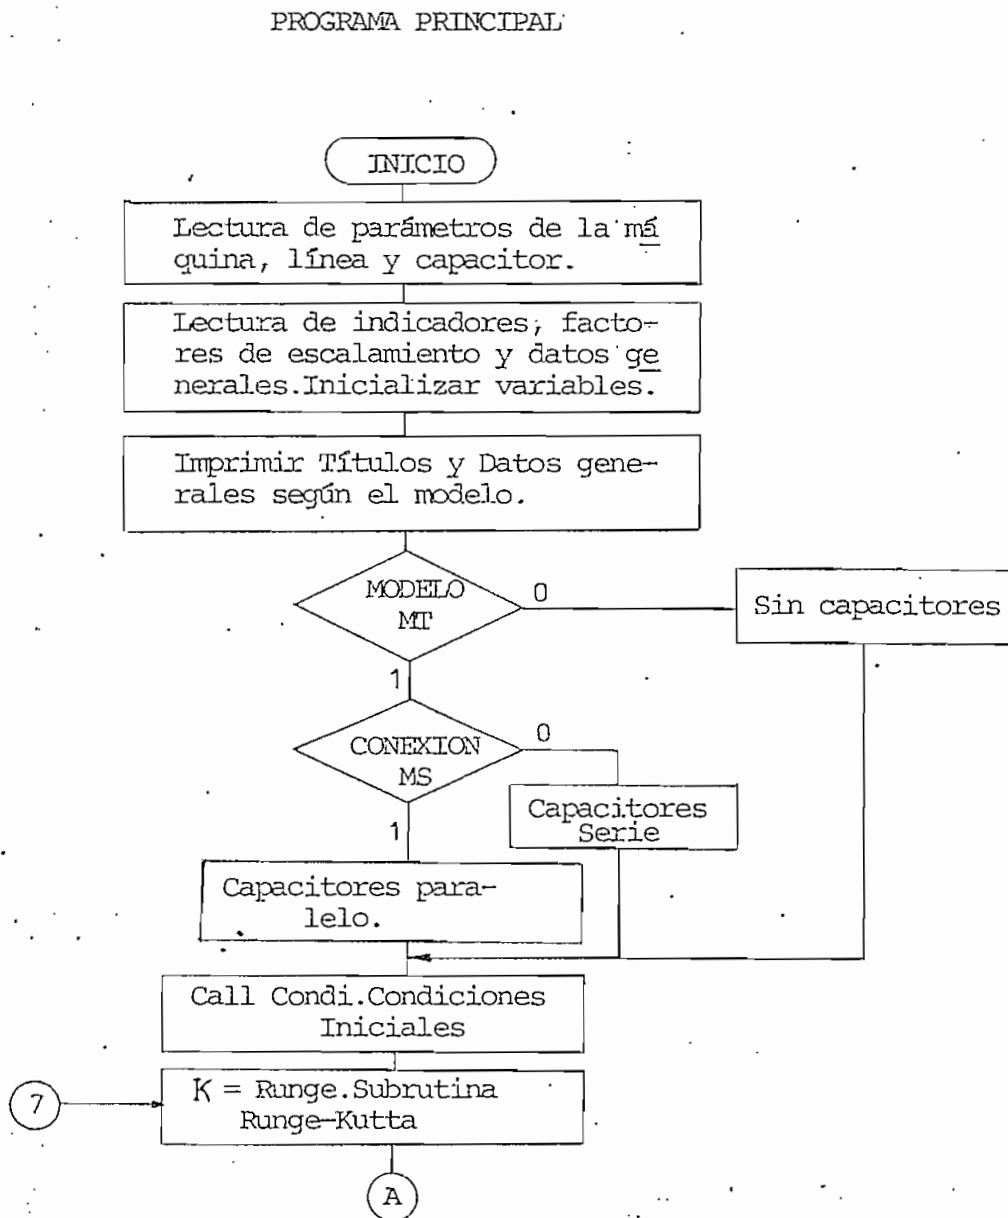 PROGRAMA PRINCIPAL
INICIO
Lectura de parámetros de la má
quina, línea y capacitor.
Lectura de indicadores, facto-
res de escalamiento y datos ge
nerales.Inicializar variables.
Imprimir Títulos y Datos gene-
rales según el modelo.
MODELO
MT
0
Sin capacitores
1
CONEXION
MS
0
Capacitores
Serie
1
Capacitores para-
lelo.
Call Condi.Condiciones
Iniciales
7
K = Runge.Subrutina
Runge-Kutta
A